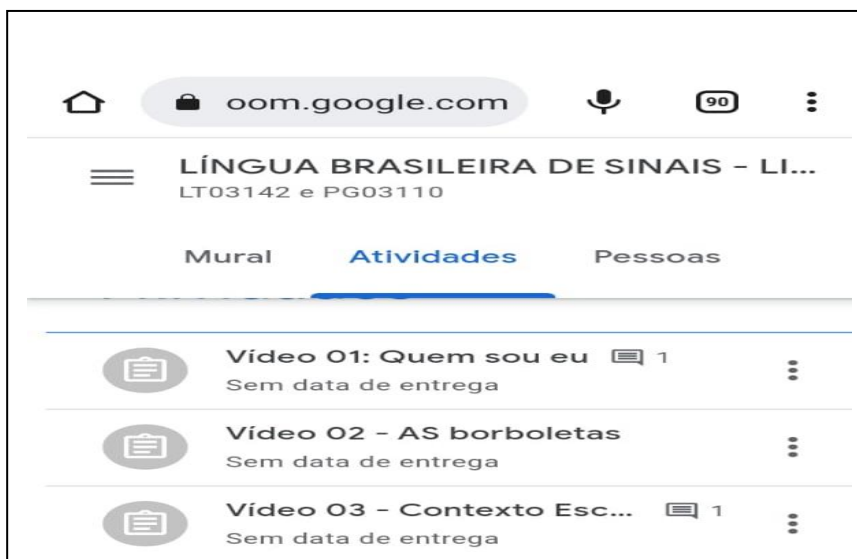 oom.google.com 90
LÍNGUA BRASILEIRA DE SINAIS - LI...
LT03142 e PG03110
Mural Atividades Pessoas
Vídeo 01: Quem sou eu 1
Sem data de entrega
Vídeo 02 - AS borboletas
Sem data de entrega
Vídeo 03 - Contexto Esc... 1
Sem data de entrega